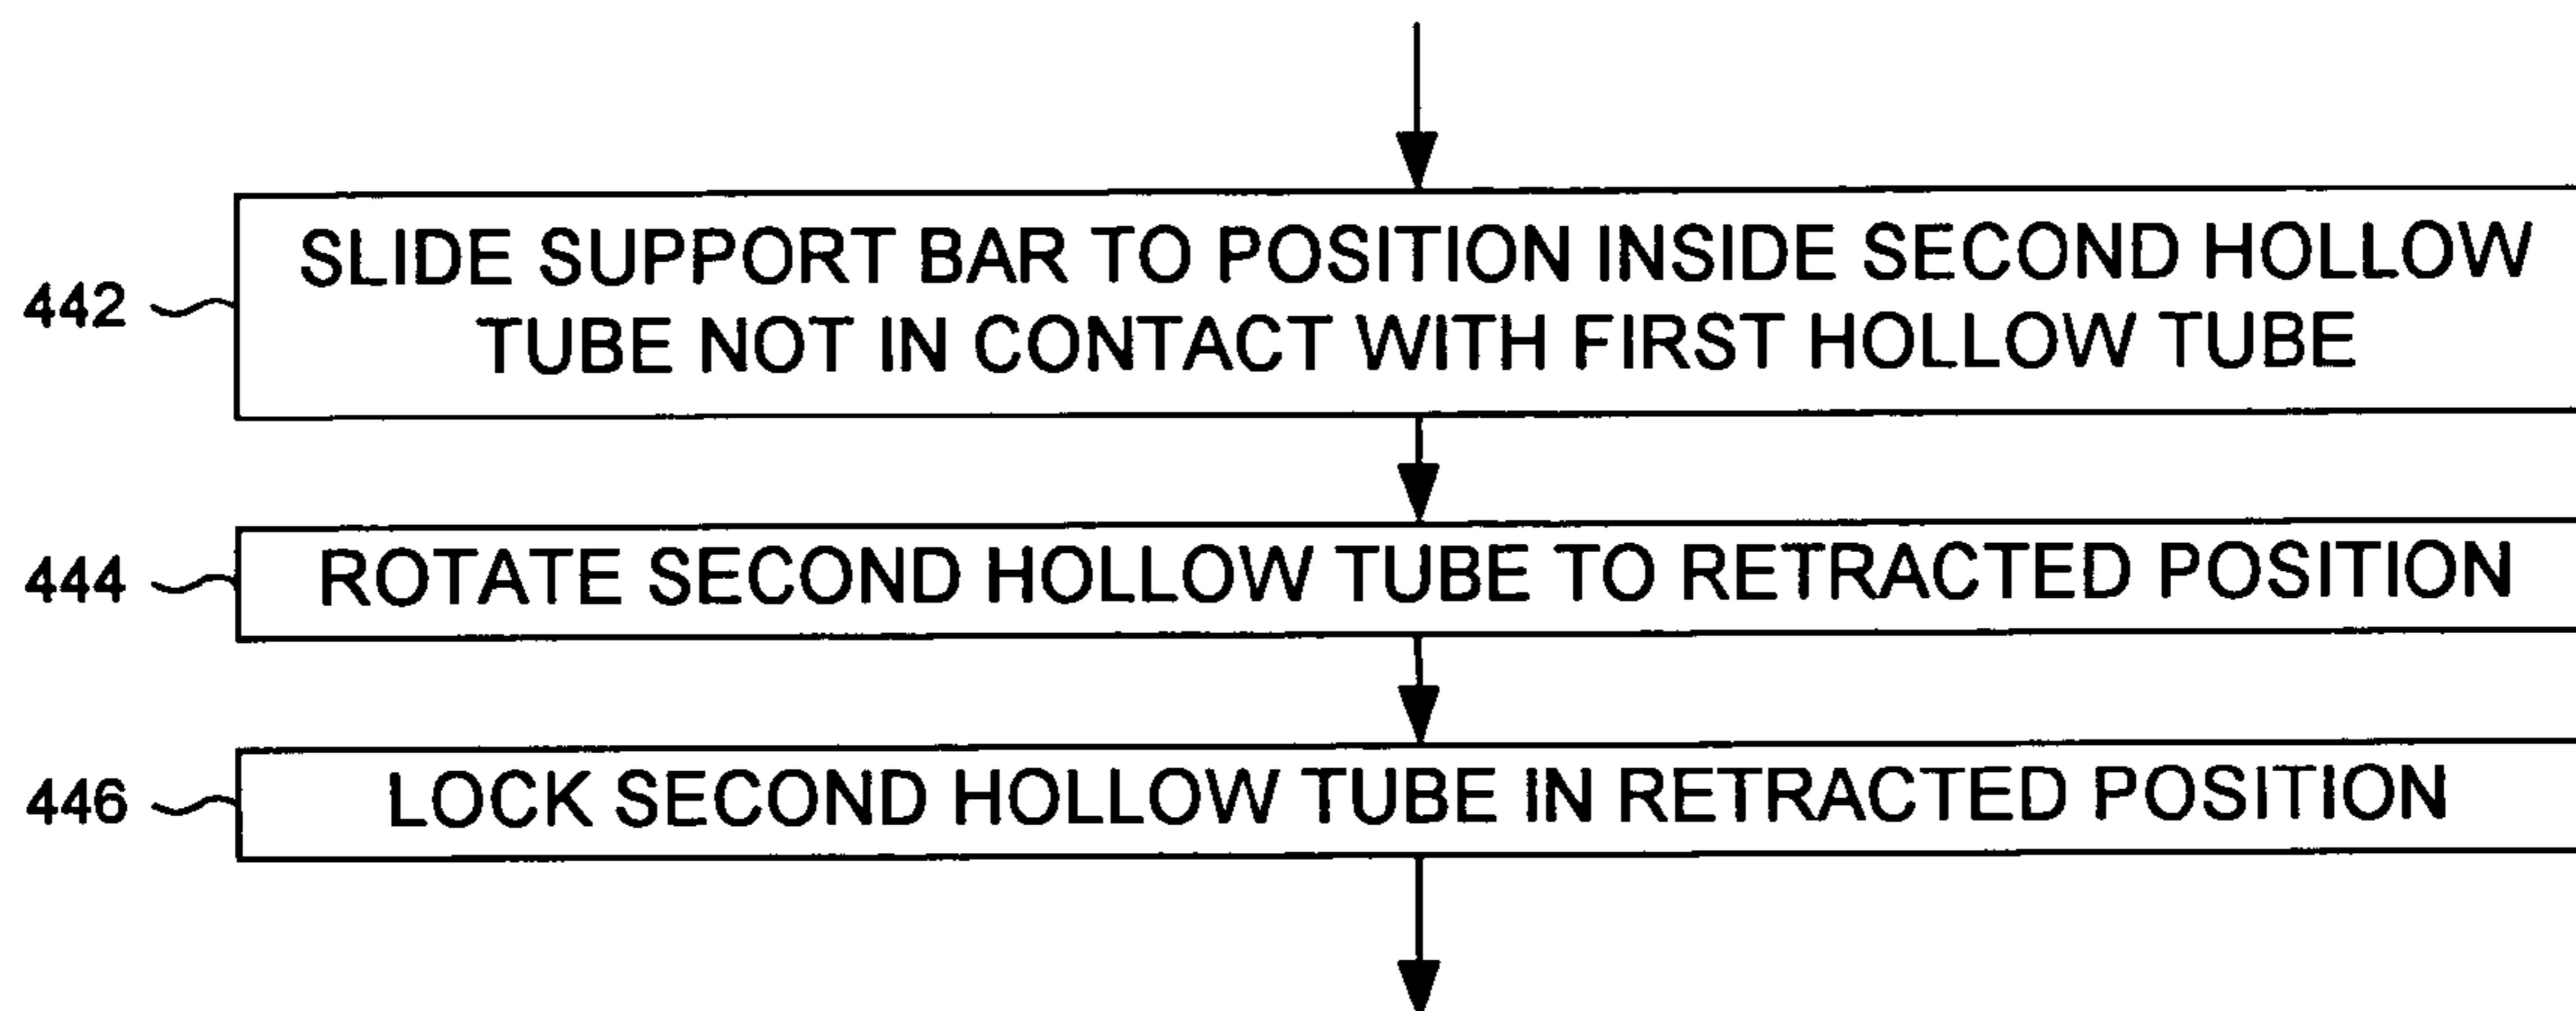 442
SLIDE SUPPORT BAR TO POSITION INSIDE SECOND HOLLOW
TUBE NOT IN CONTACT WITH FIRST HOLLOW TUBE
444
ROTATE SECOND HOLLOW TUBE TO RETRACTED POSITION
446
LOCK SECOND HOLLOW TUBE IN RETRACTED POSITION